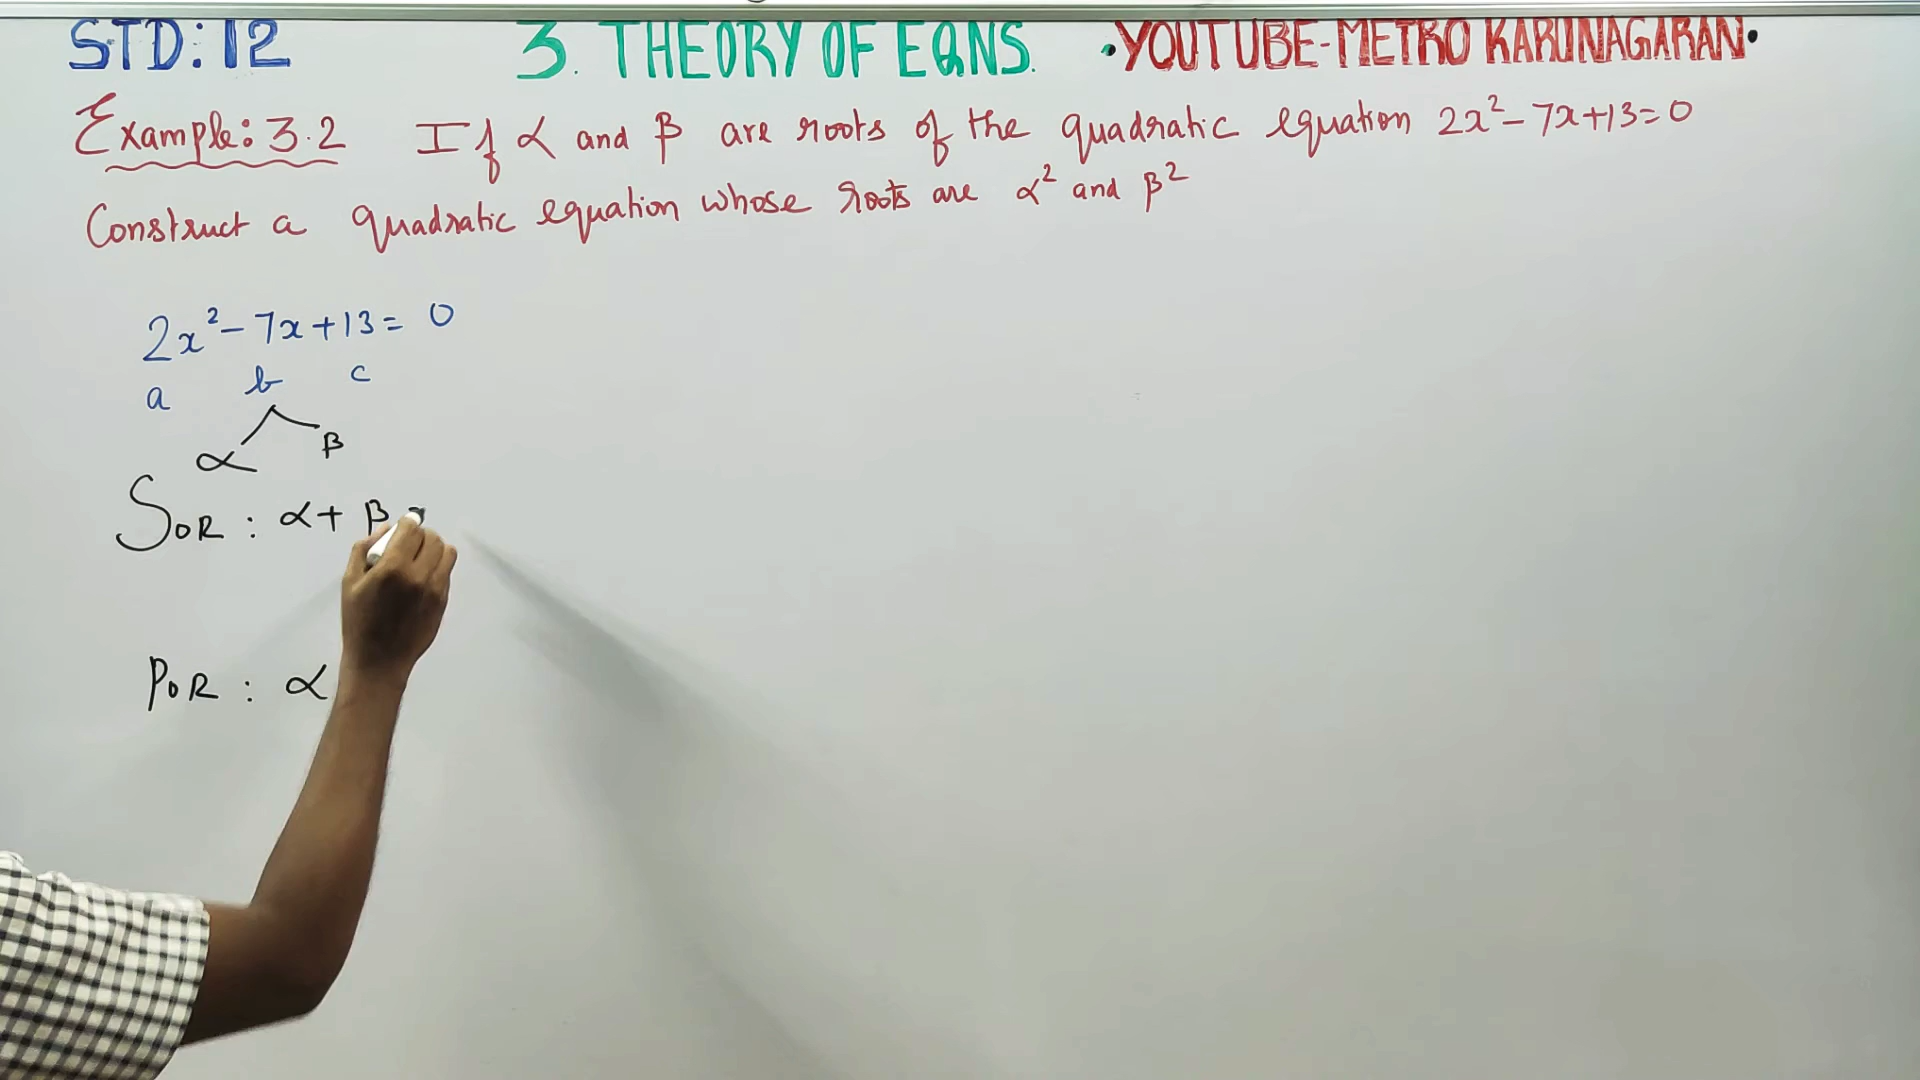 STD: 12 3. THEORY OF EQNS. •YOUTUBE-METRO KARUNAGARAN•
Example: 3.2 If α and β are roots of the quadratic equation 2x²-7x+13=0
Construct a quadratic equation whose roots are α² and β²
2x²-7x+13=0
a b c
α β
SOR: α+β
POR: α